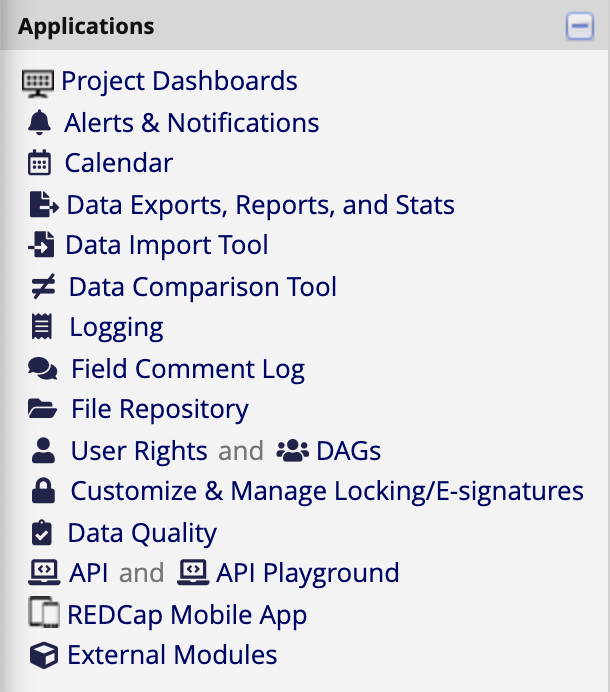 Applications
Project Dashboards
Alerts & Notifications
Calendar
Data Exports, Reports, and Stats
Data Import Tool
Data Comparison Tool
Logging
Field Comment Log
File Repository
User Rights and DAGs
Customize & Manage Locking/E-signatures
Data Quality
API and API Playground
REDCap Mobile App
External Modules